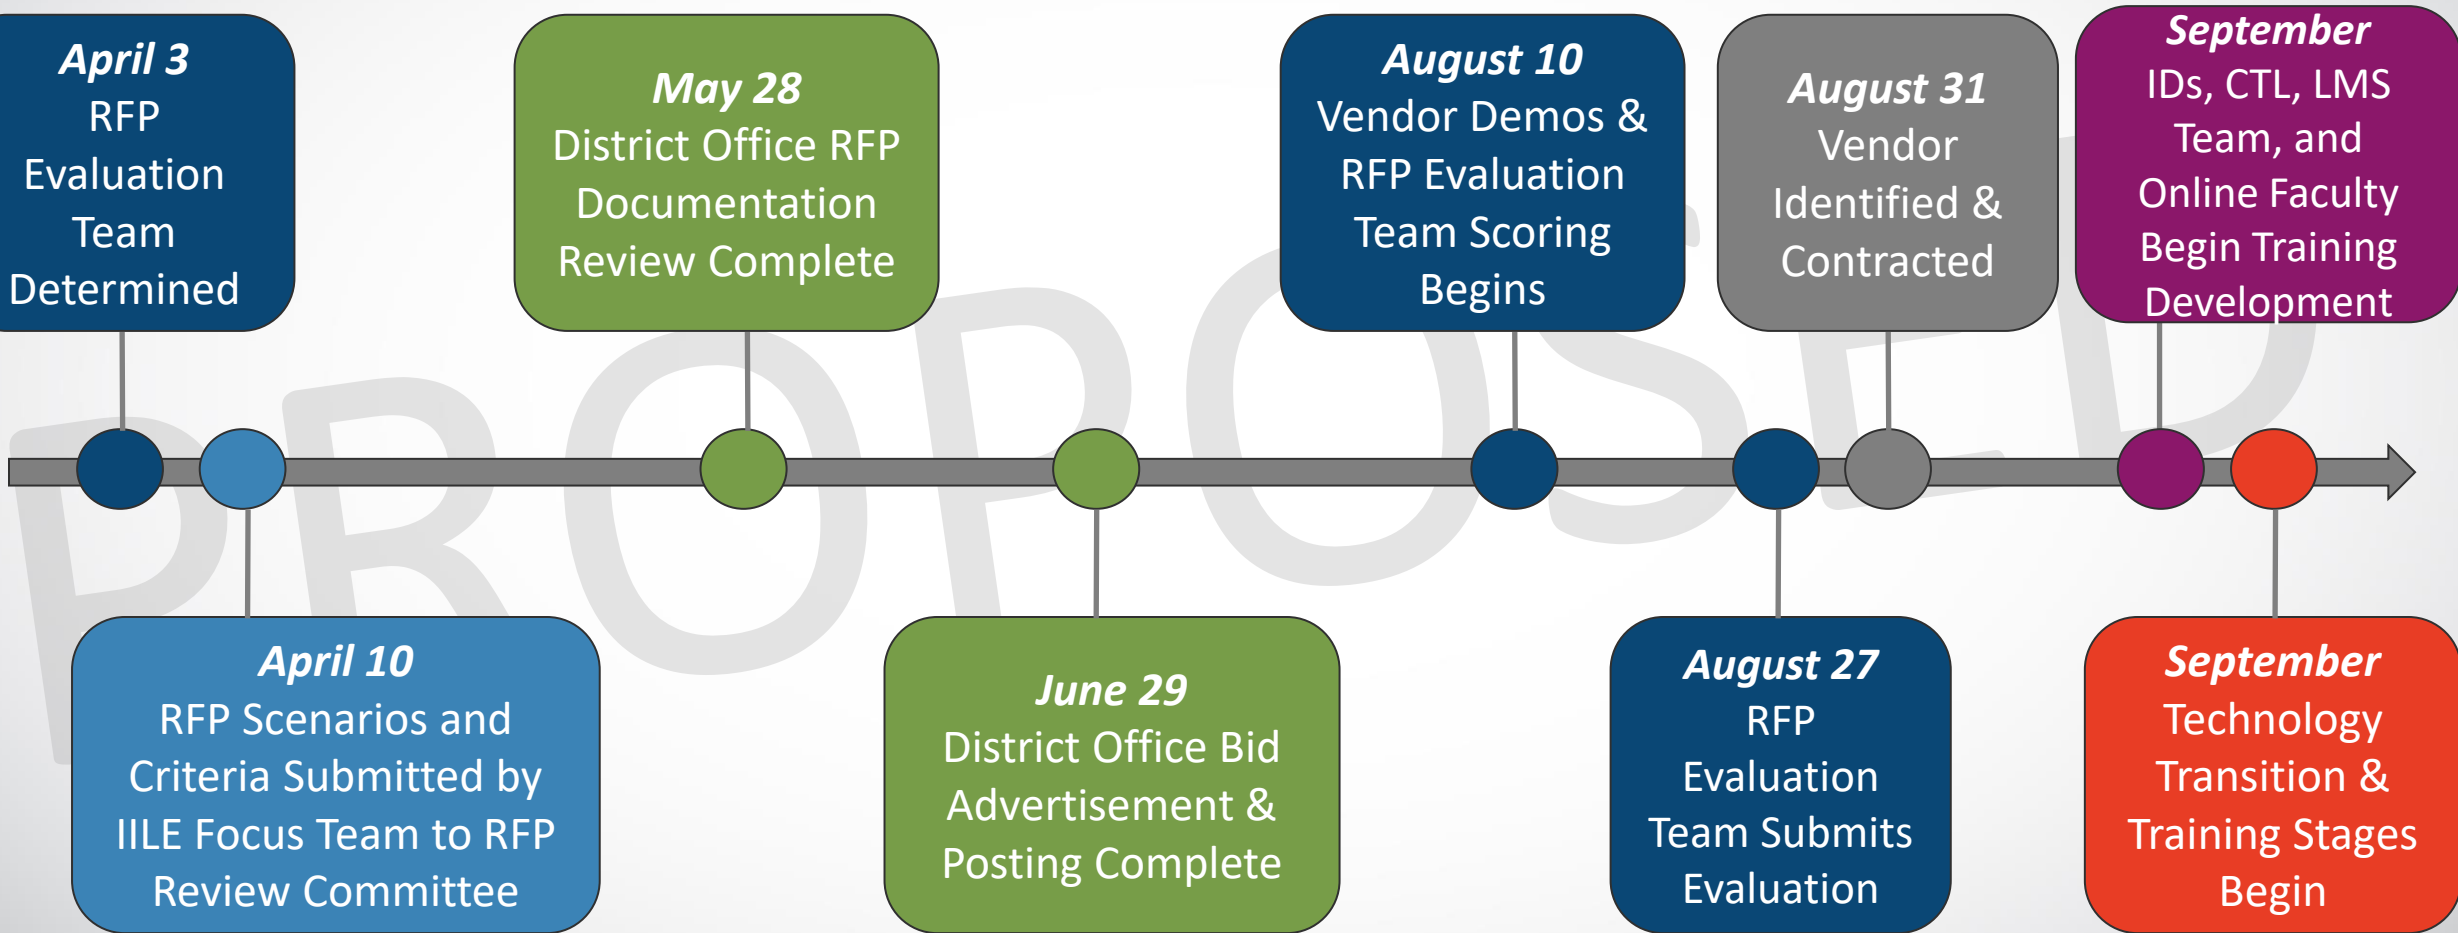 April 3
RFP
Evaluation
Team
Determined
April 10
RFP Scenarios and
Criteria Submitted by
IILE Focus Team to RFP
Review Committee
May 28
District Office RFP
Documentation
Review Complete
June 29
District Office Bid
Advertisement &
Posting Complete
August 10
Vendor Demos &
RFP Evaluation
Team Scoring
Begins
August 27
RFP
Evaluation
Team Submits
Evaluation
August 31
Vendor
Identified &
Contracted
September
IDs, CTL, LMS
Team, and
Online Faculty
Begin Training
Development
September
Technology
Transition &
Training Stages
Begin
PROPOSED